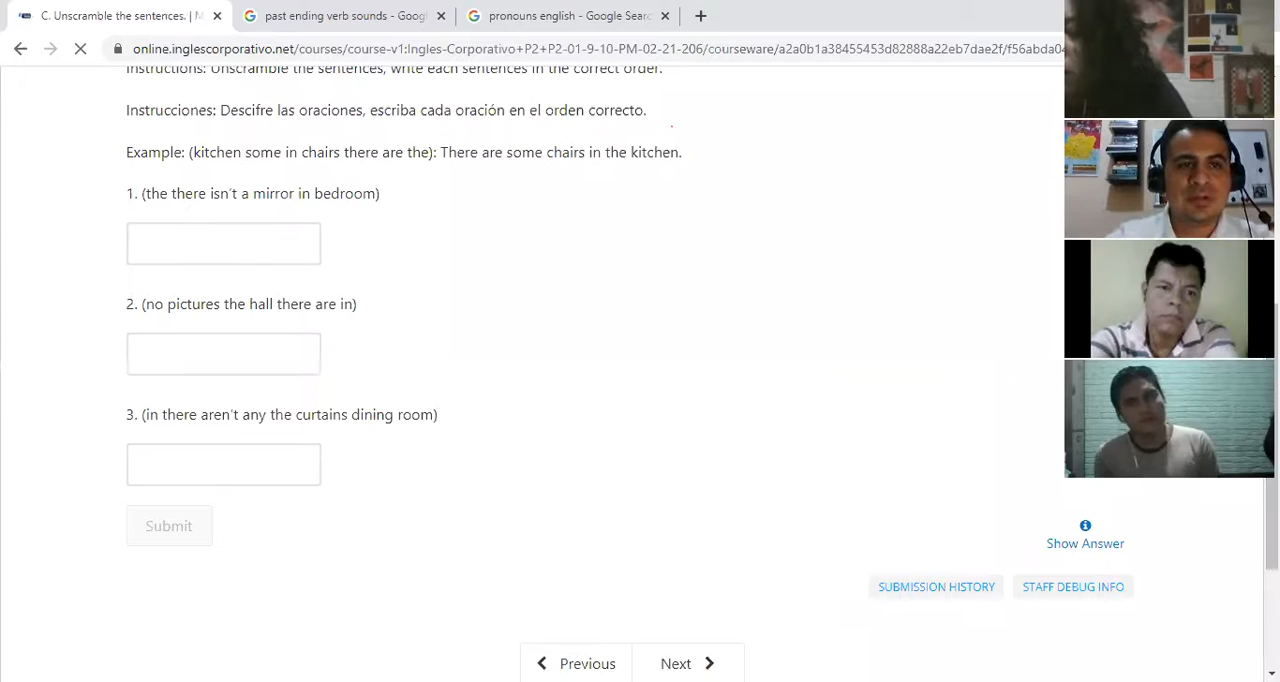 C. Unscramble the sentences. | M
past ending verb sounds - Googl
pronouns english - Google Searc
online.inglescorporativo.net/courses/course-v1:Ingles-Corporativo+P2+P2-01-9-10-PM-02-21-206/courseware/a2a0b1a38455453d82888a22eb7dae2f/f56abda04
Instructions: Unscramble the sentences, write each sentences in the correct order.
Instrucciones: Descifre las oraciones, escriba cada oración en el orden correcto.
Example: (kitchen some in chairs there are the): There are some chairs in the kitchen.
1. (the there isn't a mirror in bedroom)
2. (no pictures the hall there are in)
3. (in there aren't any the curtains dining room)
Submit
Show Answer
SUBMISSION HISTORY
STAFF DEBUG INFO
Previous
Next